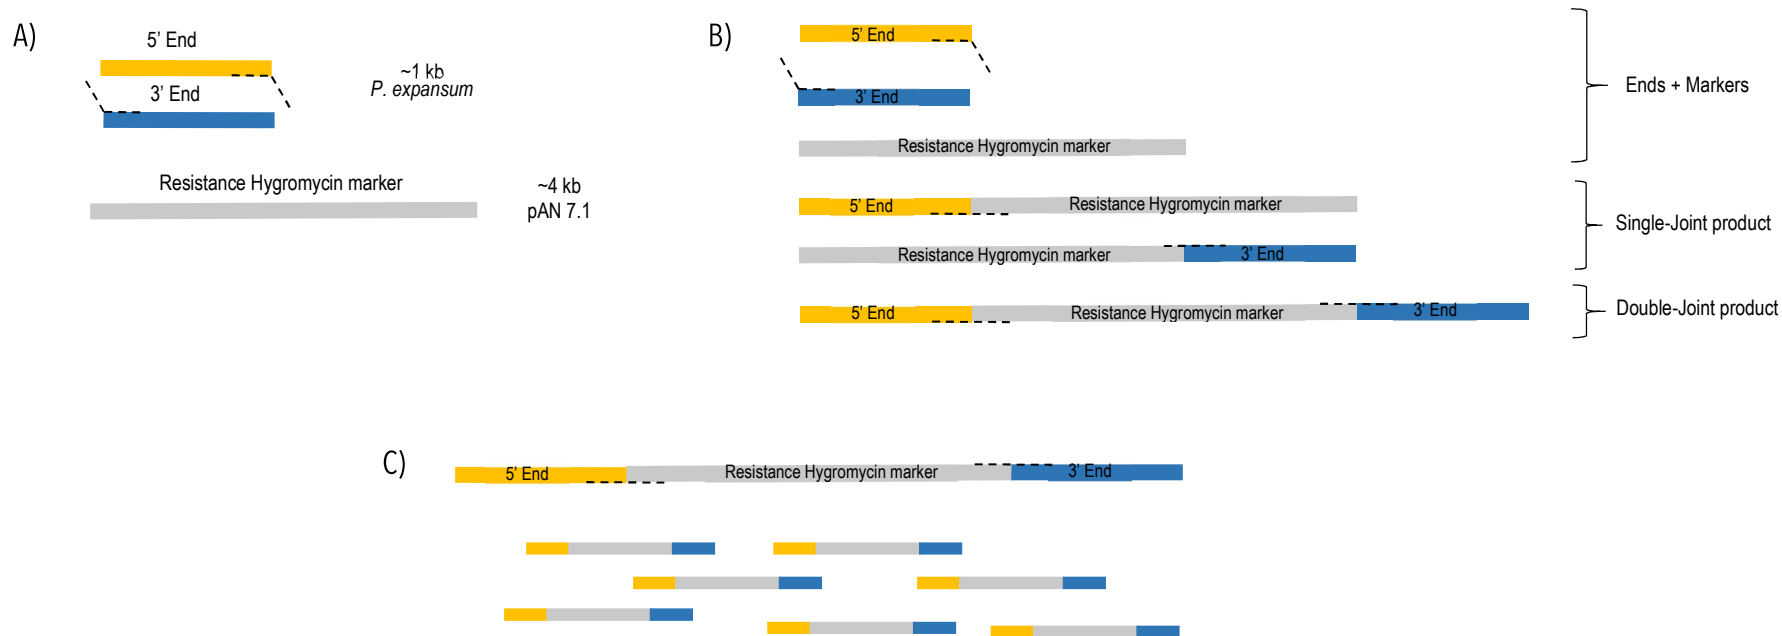 A)
5' End
3' End
~1 kb
P. expansum
Resistance Hygromycin marker
~4 kb
pAN 7.1
B)
5' End
3' End
Resistance Hygromycin marker
Ends + Markers
5' End
Resistance Hygromycin marker
Resistance Hygromycin marker
3' End
Single-Joint product
5' End
Resistance Hygromycin marker
3' End
Double-Joint product
C)
5' End
Resistance Hygromycin marker
3' End